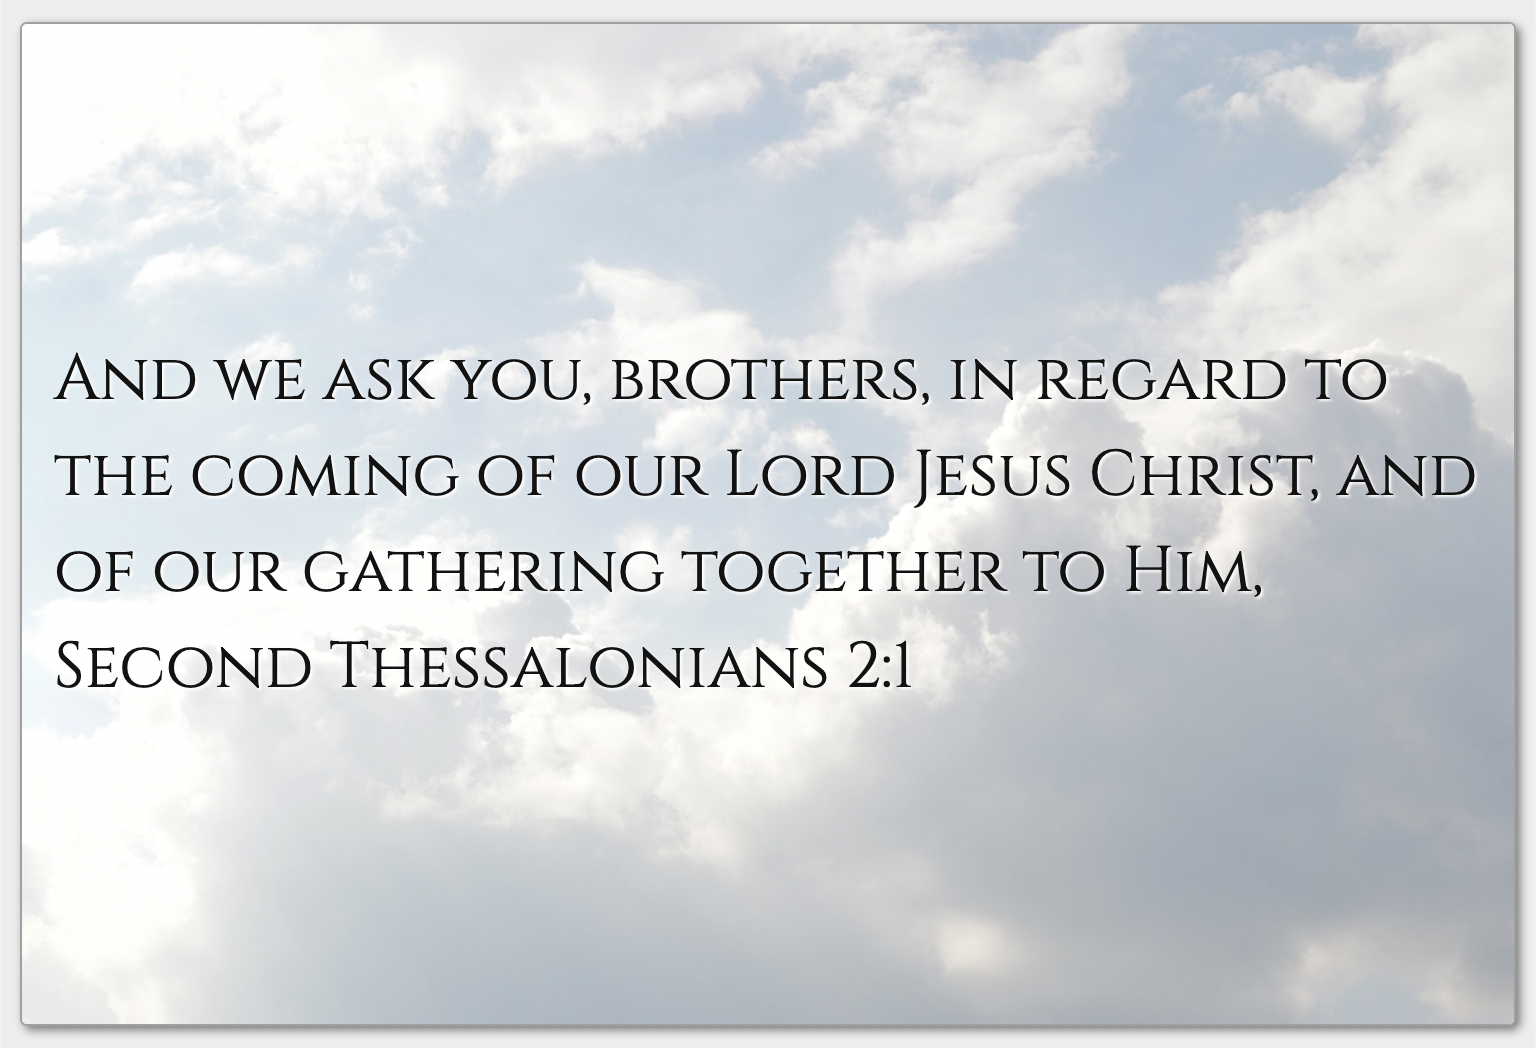 And we ask you, brothers, in regard to
the coming of our Lord Jesus Christ, and
of our gathering together to Him,
Second Thessalonians 2:1